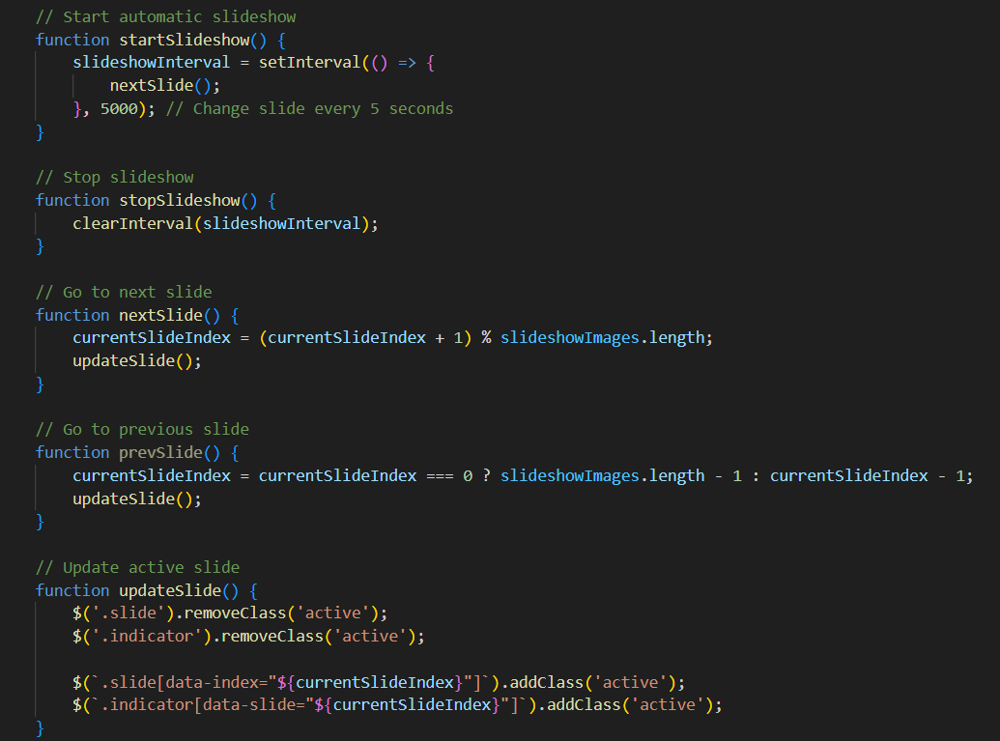 // Start automatic slideshow
function startSlideshow() {
    slideshowInterval = setInterval(() => {
        nextSlide();
    }, 5000); // Change slide every 5 seconds
}

// Stop slideshow
function stopSlideshow() {
    clearInterval(slideshowInterval);
}

// Go to next slide
function nextSlide() {
    currentSlideIndex = (currentSlideIndex + 1) % slideshowImages.length;
    updateSlide();
}

// Go to previous slide
function prevSlide() {
    currentSlideIndex = currentSlideIndex === 0 ? slideshowImages.length - 1 : currentSlideIndex - 1;
    updateSlide();
}

// Update active slide
function updateSlide() {
    $('.slide').removeClass('active');
    $('.indicator').removeClass('active');

    $(`.slide[data-index="${currentSlideIndex}"]`).addClass('active');
    $(`.indicator[data-slide="${currentSlideIndex}"]`).addClass('active');
}